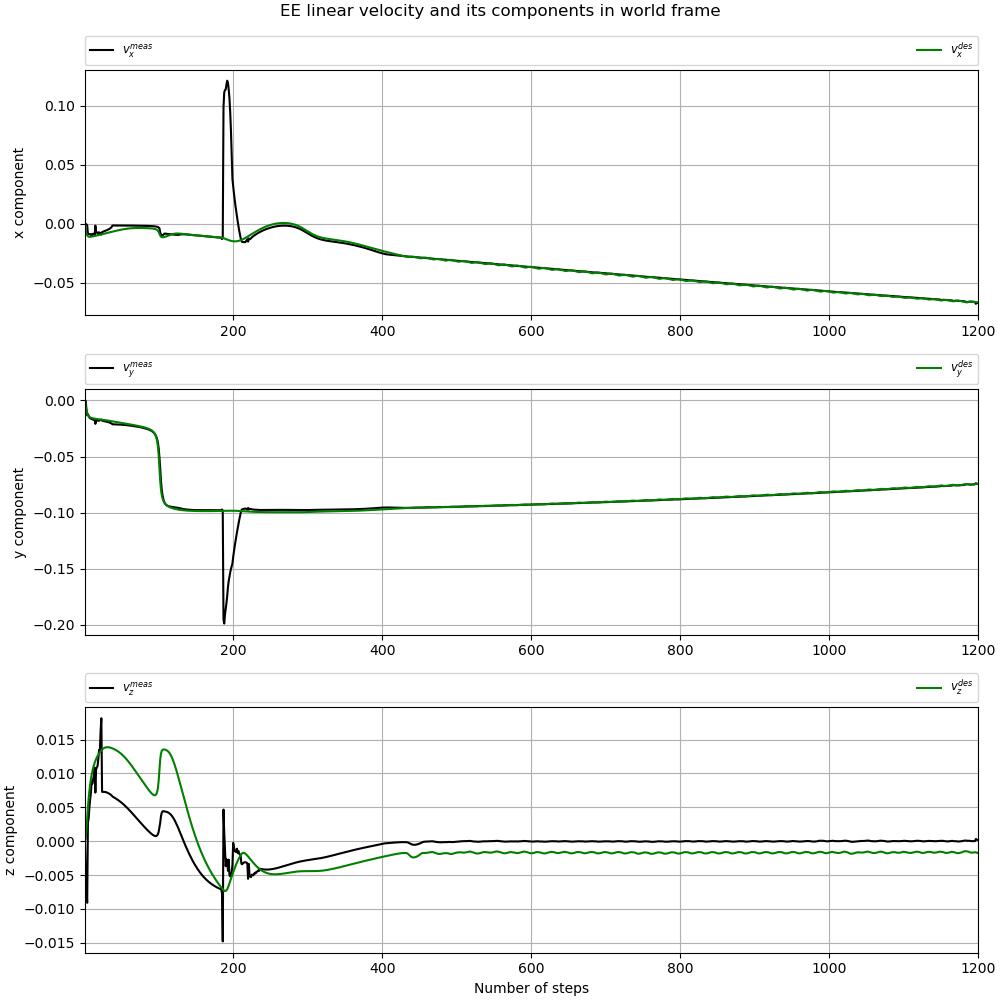 EE linear velocity and its components in world frame
v_x^meas v_x^des
x component
0.10
0.05
0.00
−0.05
200 400 600 800 1000 1200
v_y^meas v_y^des
y component
0.00
−0.05
−0.10
−0.15
−0.20
200 400 600 800 1000 1200
v_z^meas v_z^des
z component
0.015
0.010
0.005
0.000
−0.005
−0.010
−0.015
200 400 600 800 1000 1200
Number of steps